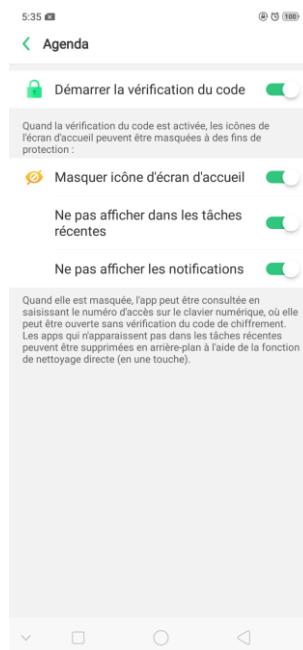 5:35
100
Agenda
Démarrer la vérification du code
Quand la vérification du code est activée, les icônes de
l'écran d'accueil peuvent être masquées à des fins de
protection :
Masquer icône d'écran d'accueil
Ne pas afficher dans les tâches
récentes
Ne pas afficher les notifications
Quand elle est masquée, l'app peut être consultée en
saisissant le numéro d'accès sur le clavier numérique, où elle
peut être ouverte sans vérification du code de chiffrement.
Les apps qui n'apparaissent pas dans les tâches récentes
peuvent être supprimées en arrière-plan à l'aide de la fonction
de nettoyage directe (en une touche).